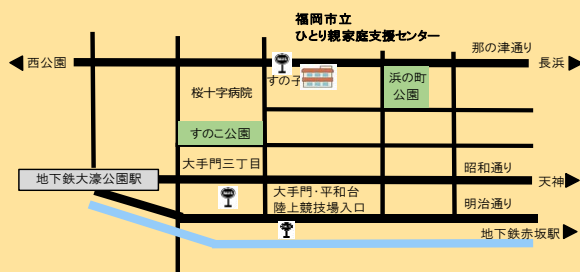 福岡市立
ひとり親家庭支援センター
那の津通り
西公園
長浜
すの子
浜の町
公園
桜十字病院
すのこ公園
大手門三丁目
昭和通り
地下鉄大濠公園駅
天神
大手門・平和台
陸上競技場入口
明治通り
地下鉄赤坂駅